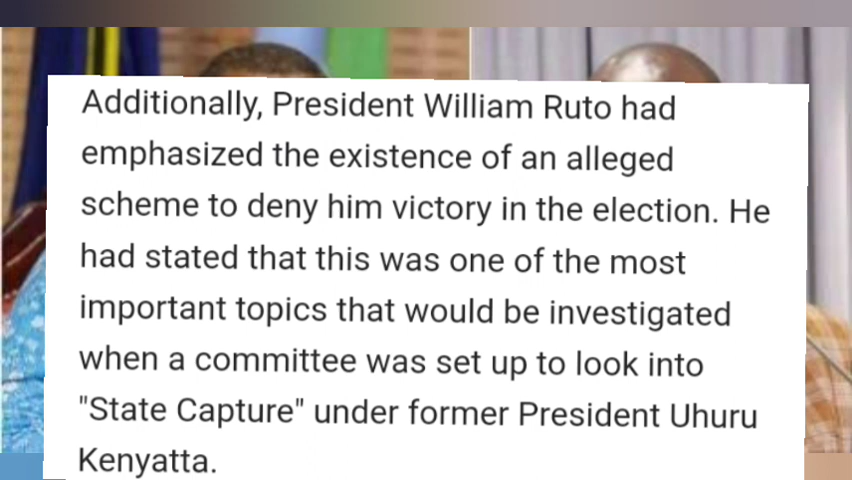 Additionally, President William Ruto had
emphasized the existence of an alleged
scheme to deny him victory in the election. He
had stated that this was one of the most
important topics that would be investigated
when a committee was set up to look into
"State Capture" under former President Uhuru
Kenyatta.